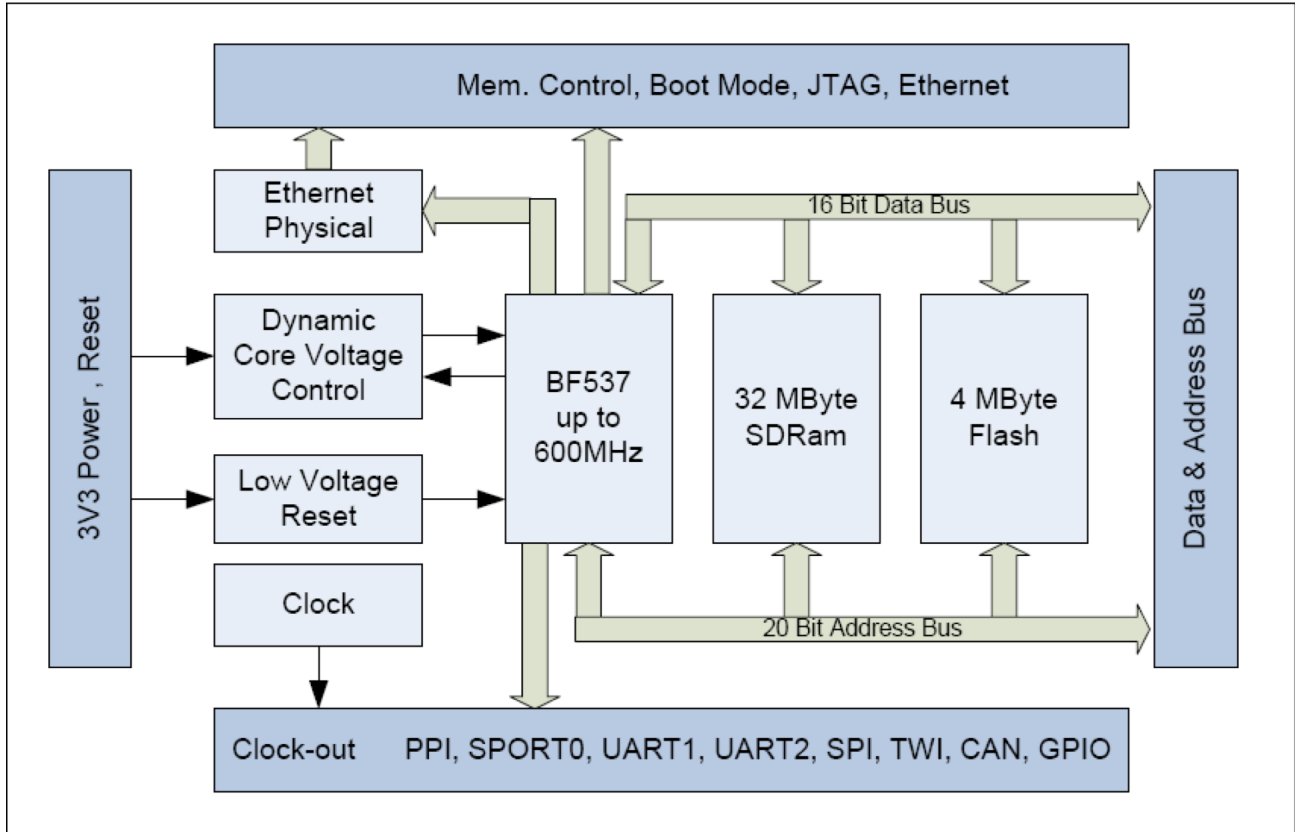 Mem. Control, Boot Mode, JTAG, Ethernet
Ethernet
Physical
16 Bit Data Bus
3V3 Power , Reset
Dynamic
Core Voltage
Control
BF537
up to
600MHz
32 MByte
SDRam
4 MByte
Flash
Data & Address Bus
Low Voltage
Reset
Clock
20 Bit Address Bus
Clock-out PPI, SPORT0, UART1, UART2, SPI, TWI, CAN, GPIO